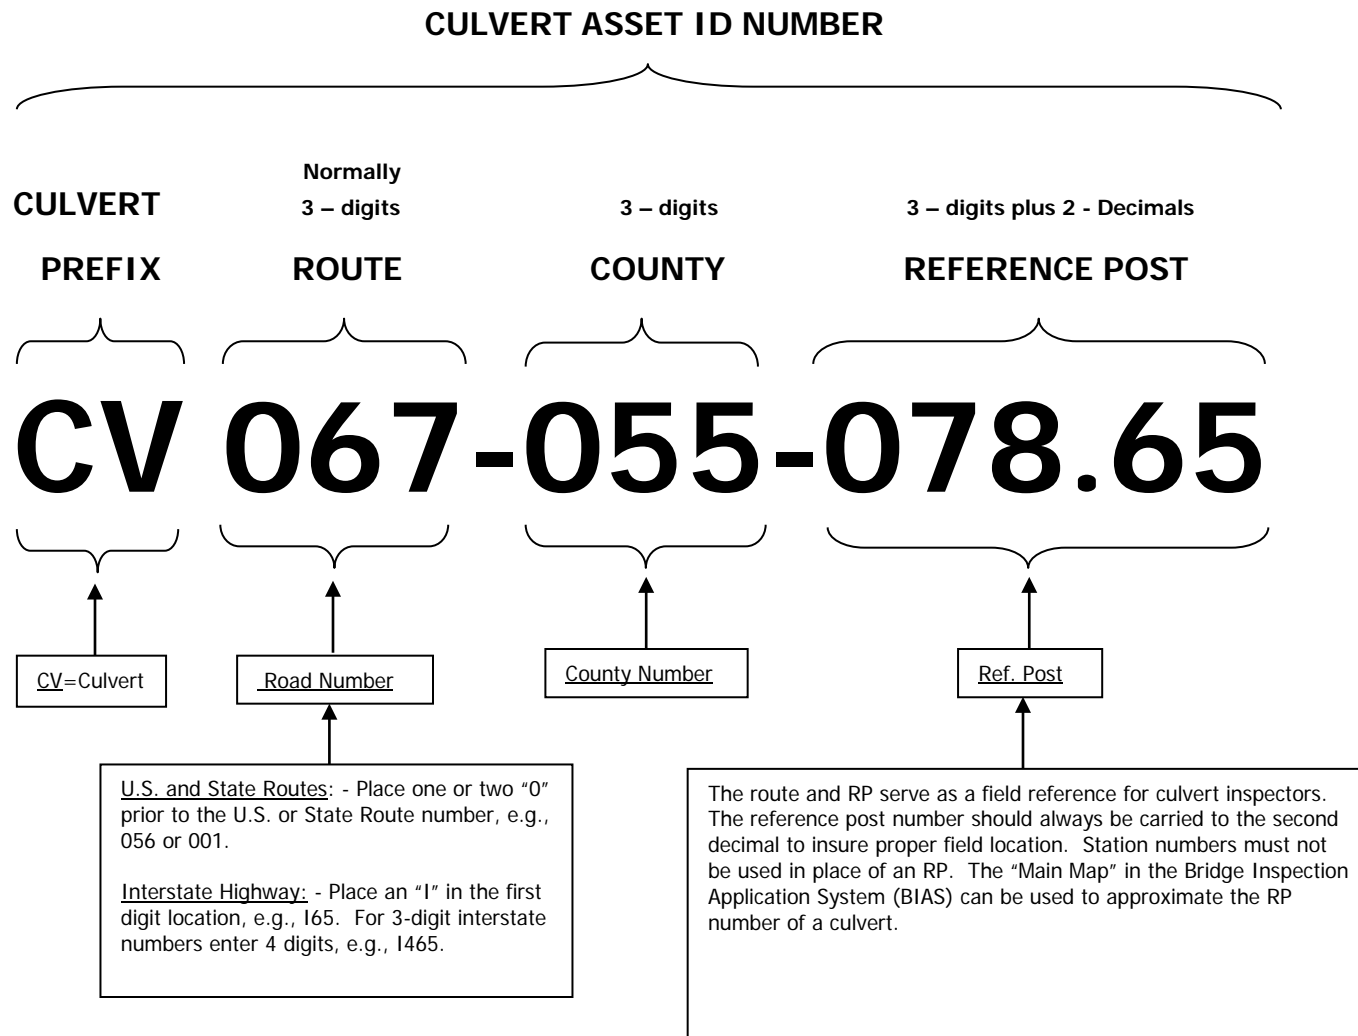 CULVERT ASSET ID NUMBER
Normally
CULVERT 3 – digits 3 – digits 3 – digits plus 2 - Decimals
PREFIX ROUTE COUNTY REFERENCE POST
CV 067-055-078.65
CV=Culvert Road Number County Number Ref. Post
U.S. and State Routes: - Place one or two “0”
prior to the U.S. or State Route number, e.g.,
056 or 001.
Interstate Highway: - Place an “I” in the first
digit location, e.g., I65. For 3-digit interstate
numbers enter 4 digits, e.g., I465.
The route and RP serve as a field reference for culvert inspectors.
The reference post number should always be carried to the second
decimal to insure proper field location. Station numbers must not
be used in place of an RP. The “Main Map” in the Bridge Inspection
Application System (BIAS) can be used to approximate the RP
number of a culvert.